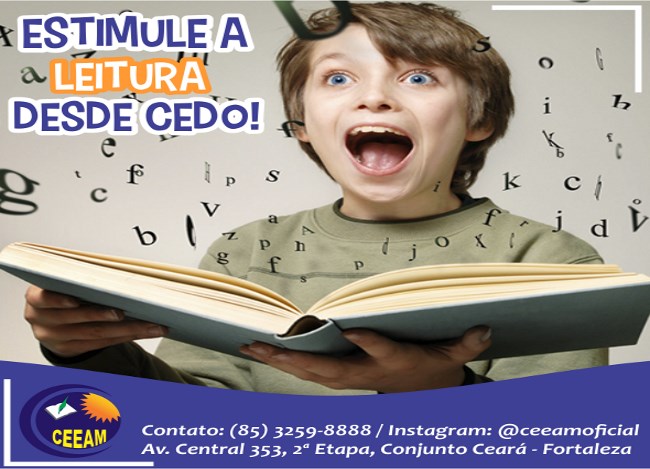 ESTIMULE A
LEITURA
DESDE CEDO!
CEEAM
Contato: (85) 3259-8888 / Instagram: @ceeamoficial
Av. Central 353, 2ª Etapa, Conjunto Ceará - Fortaleza